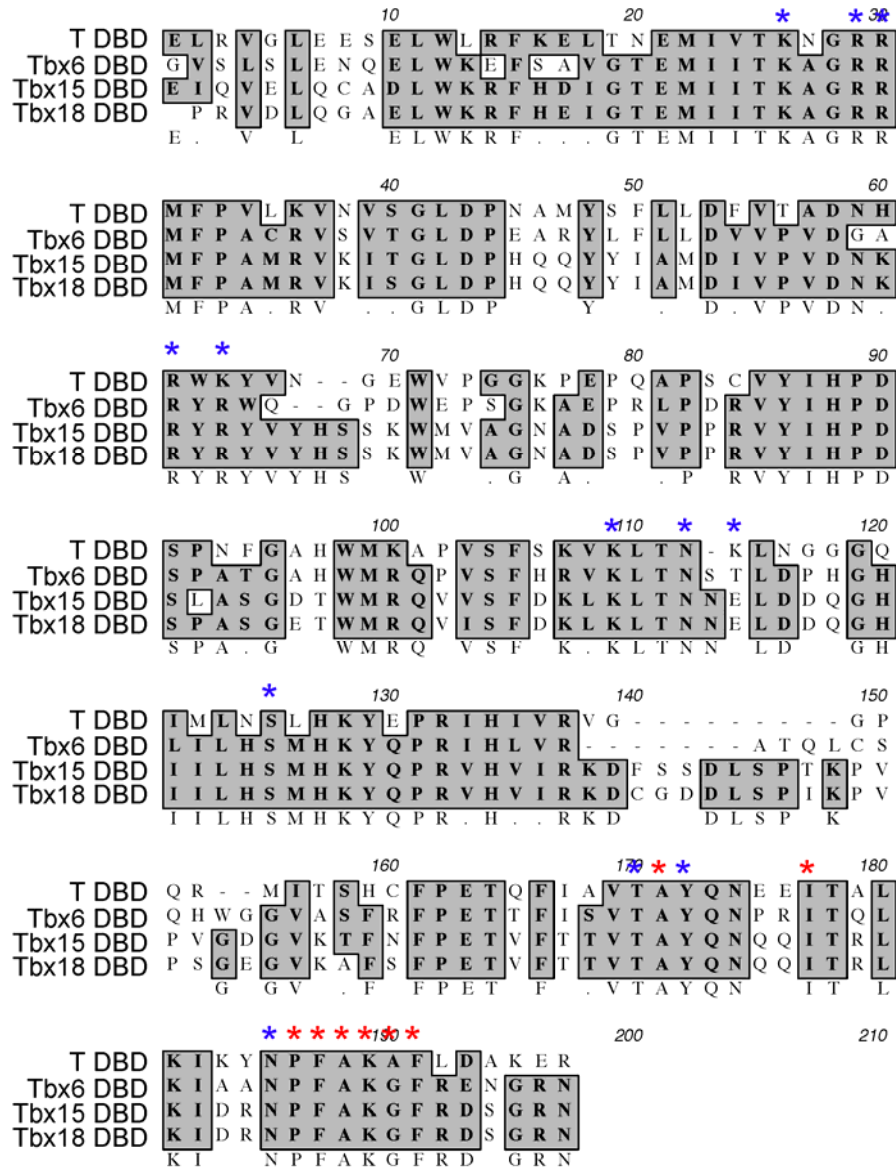 10 20 30
* * *
T DBD E L R V G L E E S E L W L R F K E L T N E M I V T K N G R R
Tbx6 DBD G V S L S L E N Q E L W K E F S A V G T E M I I T K A G R R
Tbx15 DBD E I Q V E L Q C A D L W K R F H D I G T E M I I T K A G R R
Tbx18 DBD P R V D L Q G A E L W K R F H E I G T E M I I T K A G R R
E . V L E L W K R F . . . G T E M I I T K A G R R
40 50 60
T DBD M F P V L K V N V S G L D P N A M Y S F L L D F V T A D N H
Tbx6 DBD M F P A C R V S V T G L D P E A R Y L F L L D V V P V D G A
Tbx15 DBD M F P A M R V K I T G L D P H Q Q Y Y I A M D I V P V D N K
Tbx18 DBD M F P A M R V K I S G L D P H Q Q Y Y I A M D I V P V D N K
M F P A . R V . . G L D P Y . D . V P V D N .
* *
70 80 90
T DBD R W K Y V N - - G E W V P G G K P E P Q A P S C V Y I H P D
Tbx6 DBD R Y R W Q - - G P D W E P S G K A E P R L P D R V Y I H P D
Tbx15 DBD R Y R Y V Y H S S K W M V A G N A D S P V P P R V Y I H P D
Tbx18 DBD R Y R Y V Y H S S K W M V A G N A D S P V P P R V Y I H P D
R Y R Y V Y H S W . G A . . P R V Y I H P D
* * *
100 110 120
T DBD S P N F G A H W M K A P V S F S K V K L T N - K L N G G G Q
Tbx6 DBD S P A T G A H W M R Q P V S F H R V K L T N S T L D P H G H
Tbx15 DBD S L A S G D T W M R Q V V S F D K L K L T N N E L D D Q G H
Tbx18 DBD S P A S G E T W M R Q V I S F D K L K L T N N E L D D Q G H
S P A . G W M R Q V S F K . K L T N N L D G H
*
130 140 150
T DBD I M L N S L H K Y E P R I H I V R V G - - - - - - - - - G P
Tbx6 DBD L I L H S M H K Y Q P R I H L V R - - - - - - - A T Q L C S
Tbx15 DBD I I L H S M H K Y Q P R V H V I R K D F S S D L S P T K P V
Tbx18 DBD I I L H S M H K Y Q P R V H V I R K D C G D D L S P I K P V
I I L H S M H K Y Q P R . H . . R K D D L S P K
160 170 180
* * * *
T DBD Q R - - M I T S H C F P E T Q F I A V T A Y Q N E E I T A L
Tbx6 DBD Q H W G G V A S F R F P E T T F I S V T A Y Q N P R I T Q L
Tbx15 DBD P V G D G V K T F N F P E T V F T T V T A Y Q N Q Q I T R L
Tbx18 DBD P S G E G V K A F S F P E T V F T T V T A Y Q N Q Q I T R L
G G V . F F P E T F . V T A Y Q N I T L
* * * * * * *
190 200 210
T DBD K I K Y N P F A K A F L D A K E R
Tbx6 DBD K I A A N P F A K G F R E N G R N
Tbx15 DBD K I D R N P F A K G F R D S G R N
Tbx18 DBD K I D R N P F A K G F R D S G R N
K I N P F A K G F R D G R N